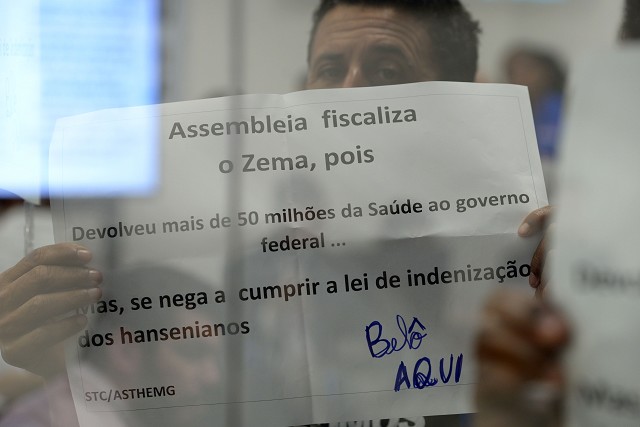 Assembleia fiscaliza
o Zema, pois
Devolveu mais de 50 milhões da Saúde ao governo
federal ...
Mas, se nega a cumprir a lei de indenização
dos hansenianos
Belô
AQUI
STC/ASTHEMG